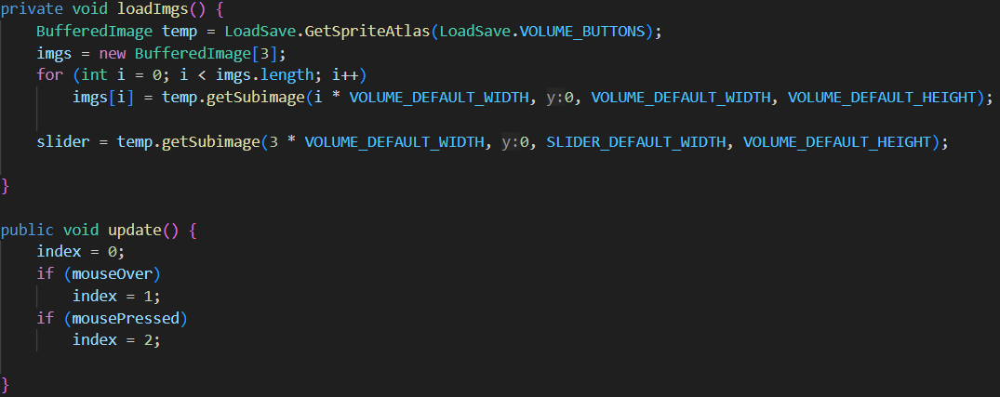 private void loadImgs() {
    BufferedImage temp = LoadSave.GetSpriteAtlas(LoadSave.VOLUME_BUTTONS);
    imgs = new BufferedImage[3];
    for (int i = 0; i < imgs.length; i++)
        imgs[i] = temp.getSubimage(i * VOLUME_DEFAULT_WIDTH, y:0, VOLUME_DEFAULT_WIDTH, VOLUME_DEFAULT_HEIGHT);
    slider = temp.getSubimage(3 * VOLUME_DEFAULT_WIDTH, y:0, SLIDER_DEFAULT_WIDTH, VOLUME_DEFAULT_HEIGHT);
}
public void update() {
    index = 0;
    if (mouseOver)
        index = 1;
    if (mousePressed)
        index = 2;
}